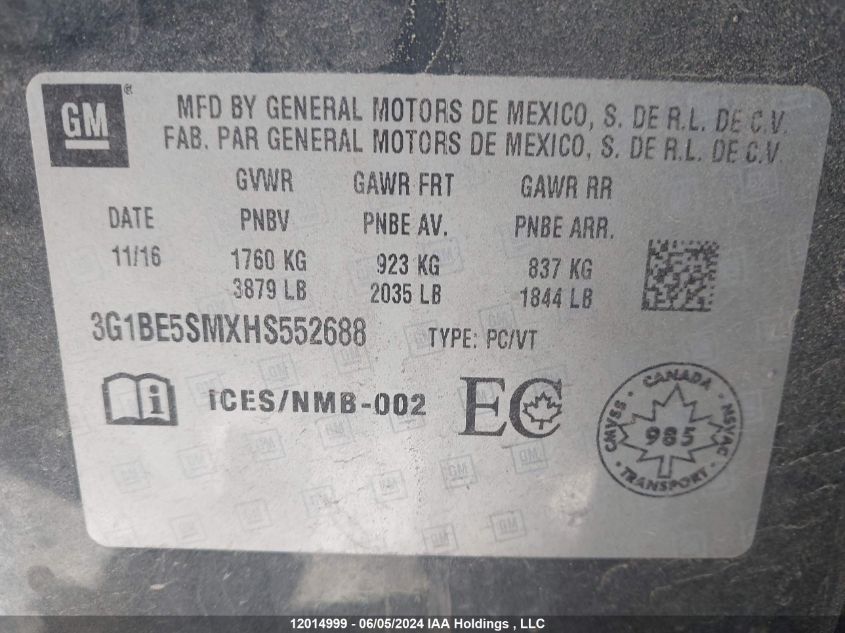 GM®
MFD BY GENERAL MOTORS DE MEXICO, S. DE R.L. DE C.V.
FAB. PAR GENERAL MOTORS DE MEXICO, S. DE R.L. DE C.V.
GVWR GAWR FRT GAWR RR
DATE PNBV PNBE AV. PNBE ARR.
11/16 1760 KG 923 KG 837 KG
3879 LB 2035 LB 1844 LB
3G1BE5SMXHS552688 TYPE: PC/VT
i ICES/NMB-002 EC
CANADA
CMVSS 985 NSVAC
TRANSPORT
12014999 - 06/05/2024 IAA Holdings , LLC